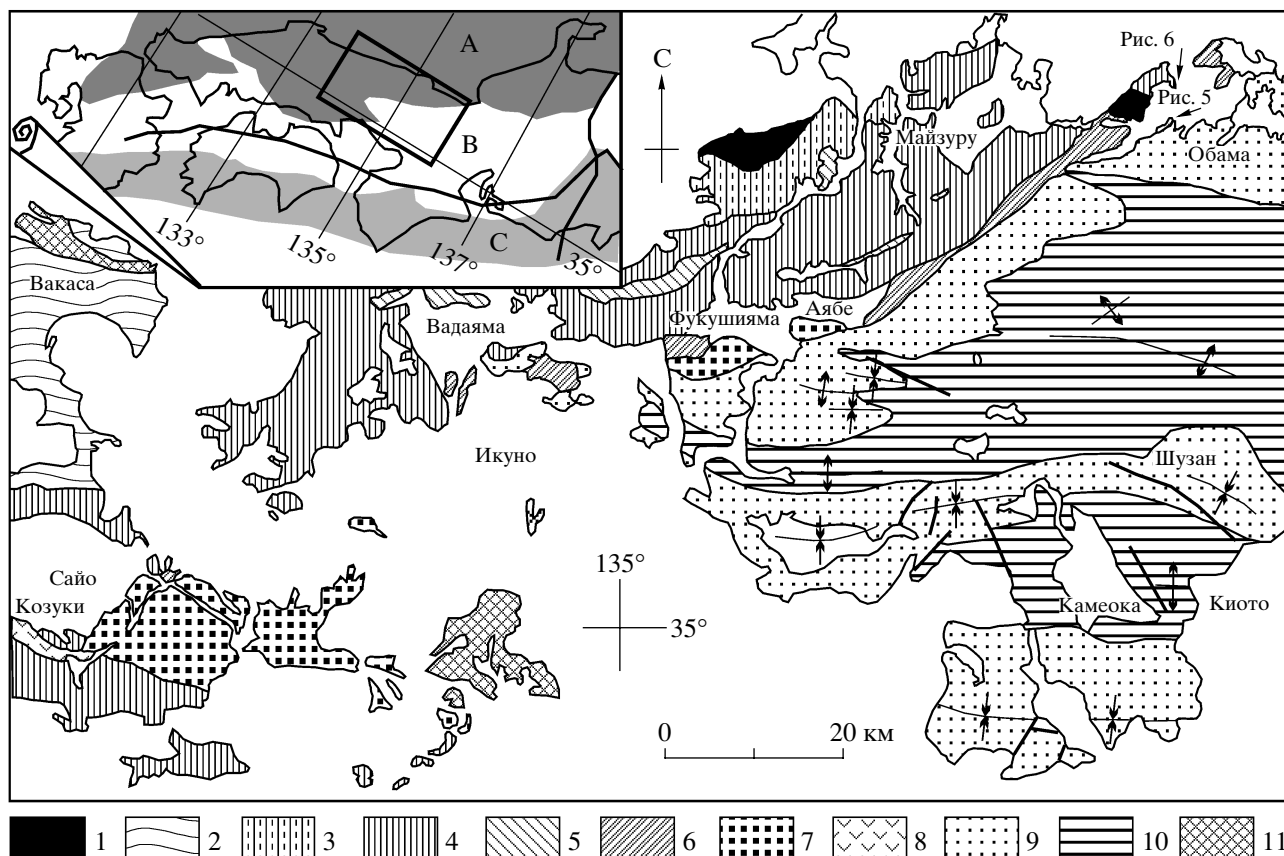 A
B
C
133°
135°
137°
35°
С
Рис. 6
Рис. 5
Майзуру
Обама
Вакаса
Вадаяма
Фукушияма
Аябе
Икуно
Шузан
Сайо
Козуки
135°
35°
Камеока
Киото
0
20 км
1
2
3
4
5
6
7
8
9
10
11